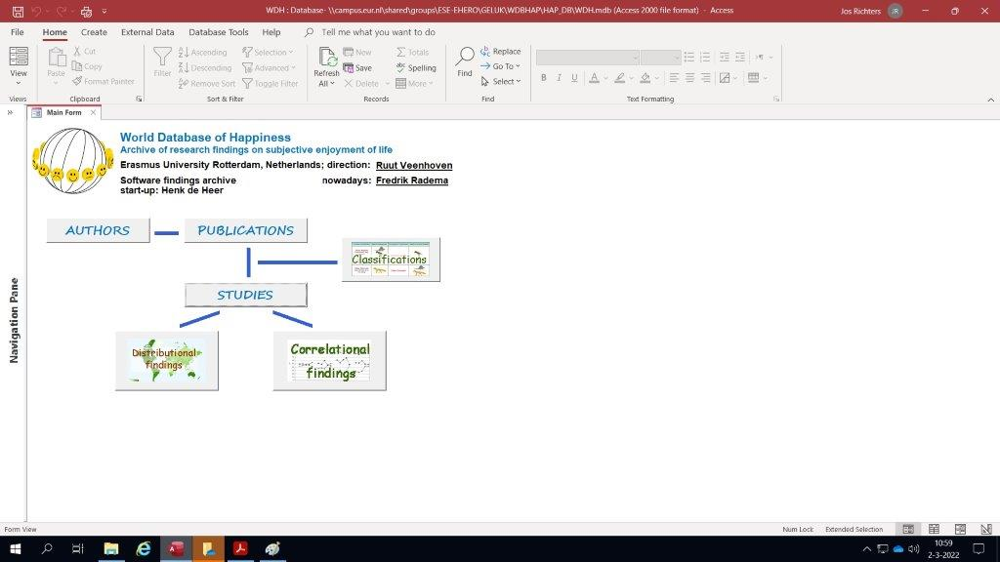 WDH : Database- \\campus.eur.nl\shared\groups\ESE-EHERO\GELUK\WDBHAP\HAP_DB\WDH.mdb (Access 2000 file format) - Access
Jos Richters JR
File Home Create External Data Database Tools Help Tell me what you want to do
View
Views
Paste
Cut
Copy
Format Painter
Clipboard
Filter
Ascending
Descending
Remove Sort
Selection
Advanced
Toggle Filter
Sort & Filter
Refresh
All
New
Save
Delete
Totals
Spelling
More
Records
Find
Replace
Go To
Select
Find
B I U A
Text Formatting
Main Form
World Database of Happiness
Archive of research findings on subjective enjoyment of life
Erasmus University Rotterdam, Netherlands; direction: Ruut Veenhoven
Software findings archive nowadays: Fredrik Radema
start-up: Henk de Heer
AUTHORS
PUBLICATIONS
Classifications
STUDIES
Distributional
findings
Correlational
findings
Navigation Pane
Form View
Num Lock Extended Selection
10:59
2-3-2022